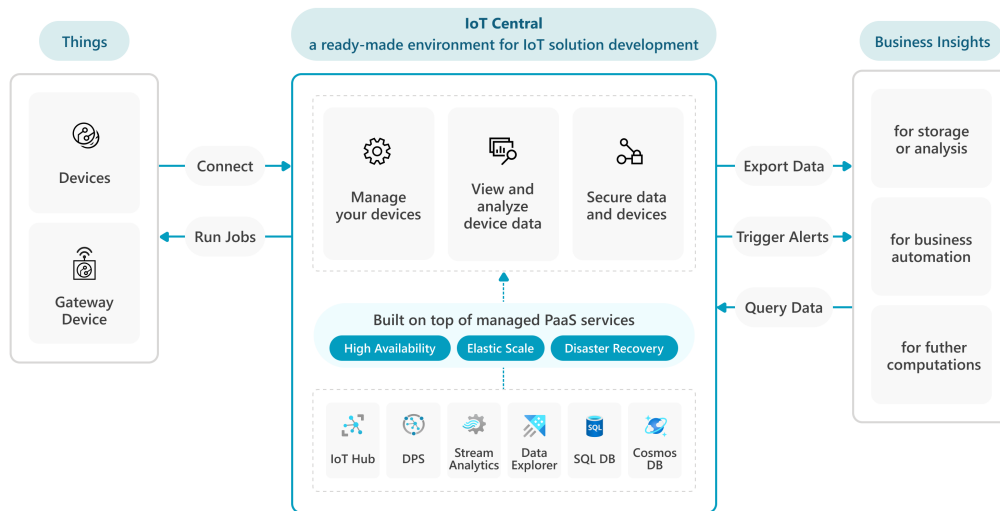 Things
IoT Central
a ready-made environment for IoT solution development
Business Insights
Devices
Gateway
Device
Connect
Run Jobs
Manage
your devices
View and
analyze
device data
Secure data
and devices
Built on top of managed PaaS services
High Availability
Elastic Scale
Disaster Recovery
IoT Hub
DPS
Stream
Analytics
Data
Explorer
SQL
SQL DB
Cosmos
DB
Export Data
Trigger Alerts
Query Data
for storage
or analysis
for business
automation
for futher
computations